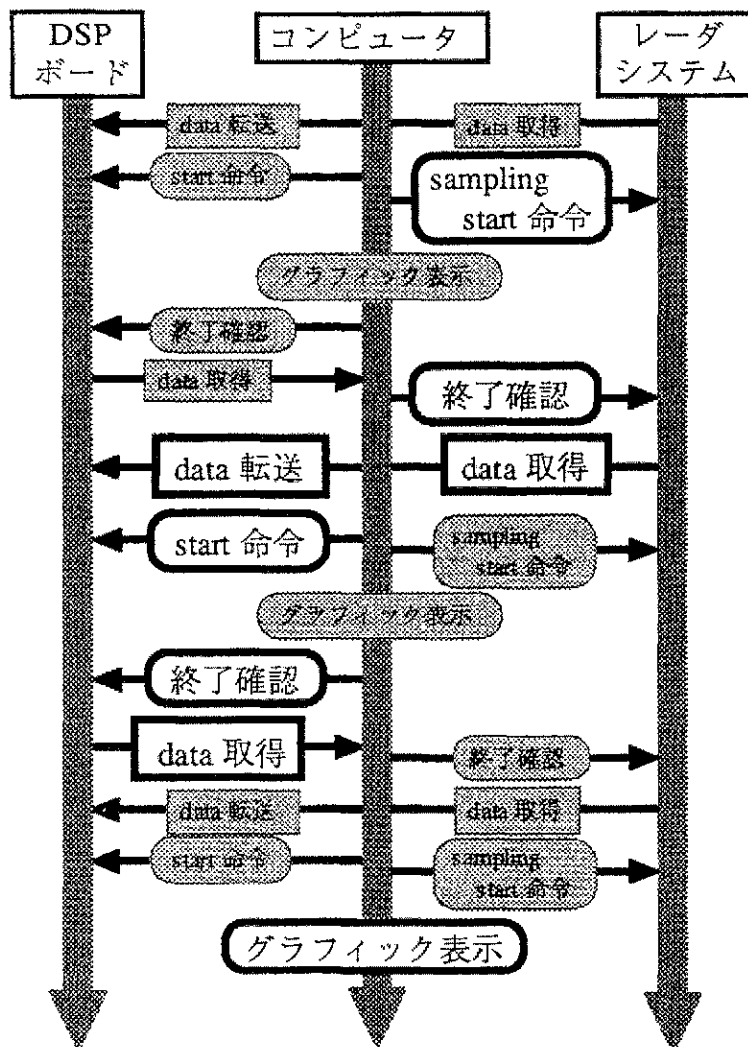 DSP
ボード
コンピュータ
レーダ
システム
data 転送
data 取得
start 命令
sampling
start 命令
グラフィック表示
終了確認
data 取得
終了確認
data 転送
data 取得
start 命令
sampling
start 命令
グラフィック表示
終了確認
data 取得
終了確認
data 転送
data 取得
start 命令
sampling
start 命令
グラフィック表示